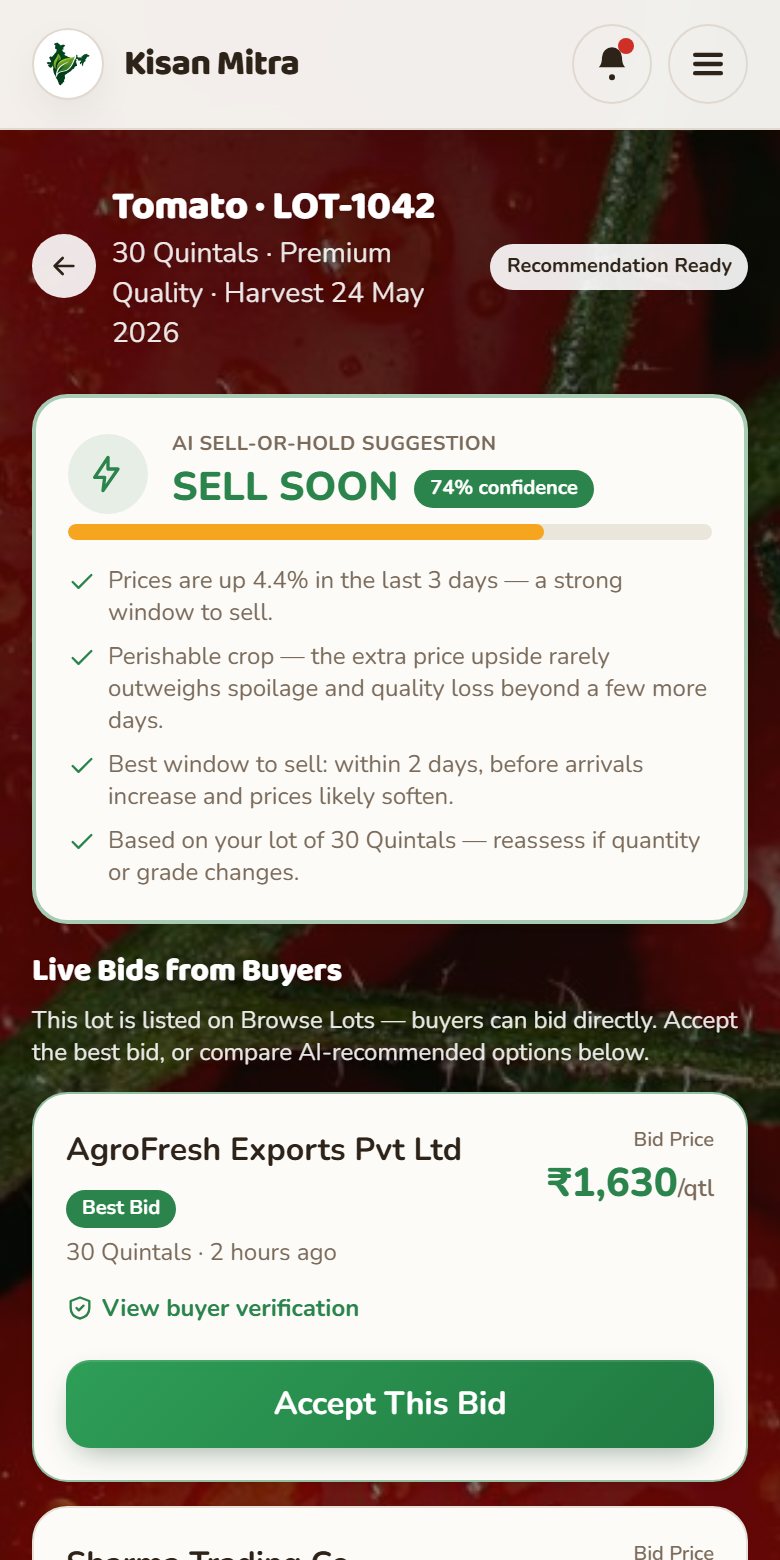 Kisan Mitra
Tomato · LOT-1042
30 Quintals · Premium
Quality · Harvest 24 May
2026
Recommendation Ready
AI SELL-OR-HOLD SUGGESTION
SELL SOON
74% confidence
Prices are up 4.4% in the last 3 days — a strong
window to sell.
Perishable crop — the extra price upside rarely
outweighs spoilage and quality loss beyond a few more
days.
Best window to sell: within 2 days, before arrivals
increase and prices likely soften.
Based on your lot of 30 Quintals — reassess if quantity
or grade changes.
Live Bids from Buyers
This lot is listed on Browse Lots — buyers can bid directly. Accept
the best bid, or compare AI-recommended options below.
AgroFresh Exports Pvt Ltd
Bid Price
₹1,630/qtl
Best Bid
30 Quintals · 2 hours ago
View buyer verification
Accept This Bid
Sharma Trading Co
Bid Price